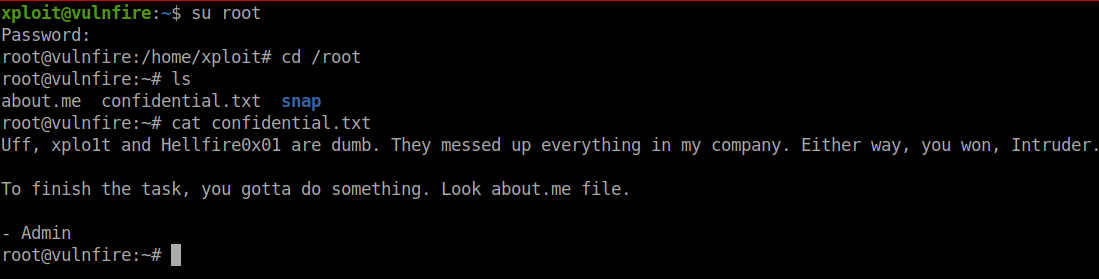 xploit@vulnfire:~$ su root
Password:
root@vulnfire:/home/xploit# cd /root
root@vulnfire:~# ls
about.me  confidential.txt  snap
root@vulnfire:~# cat confidential.txt
Uff, xplo1t and Hellfire0x01 are dumb. They messed up everything in my company. Either way, you won, Intruder.
To finish the task, you gotta do something. Look about.me file.
- Admin
root@vulnfire:~#